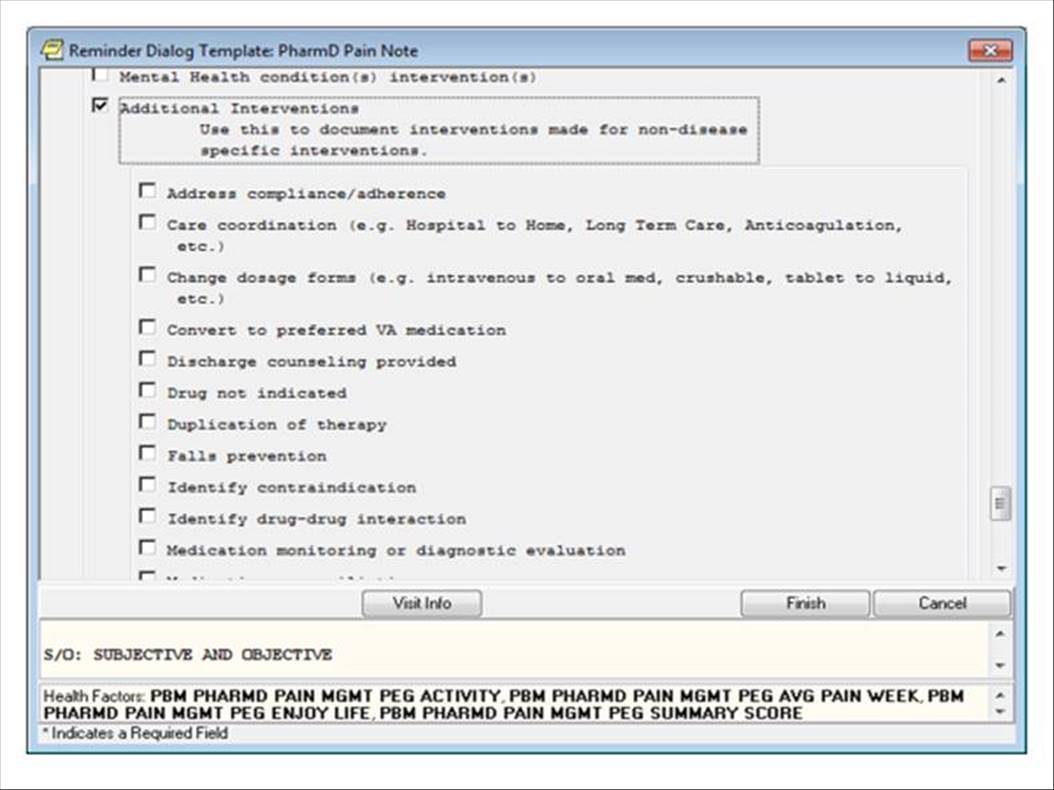 Reminder Dialog Template: PharmD Pain Note
Mental Health condition(s) intervention(s)
Additional Interventions
Use this to document interventions made for non-disease
specific interventions.
Address compliance/adherence
Care coordination (e.g. Hospital to Home, Long Term Care, Anticoagulation,
etc.)
Change dosage forms (e.g. intravenous to oral med, crushable, tablet to liquid,
etc.)
Convert to preferred VA medication
Discharge counseling provided
Drug not indicated
Duplication of therapy
Falls prevention
Identify contraindication
Identify drug-drug interaction
Medication monitoring or diagnostic evaluation
Visit Info
Finish
Cancel
S/O: SUBJECTIVE AND OBJECTIVE
Health Factors: PBM PHARMD PAIN MGMT PEG ACTIVITY, PBM PHARMD PAIN MGMT PEG AVG PAIN WEEK, PBM
PHARMD PAIN MGMT PEG ENJOY LIFE, PBM PHARMD PAIN MGMT PEG SUMMARY SCORE
* Indicates a Required Field